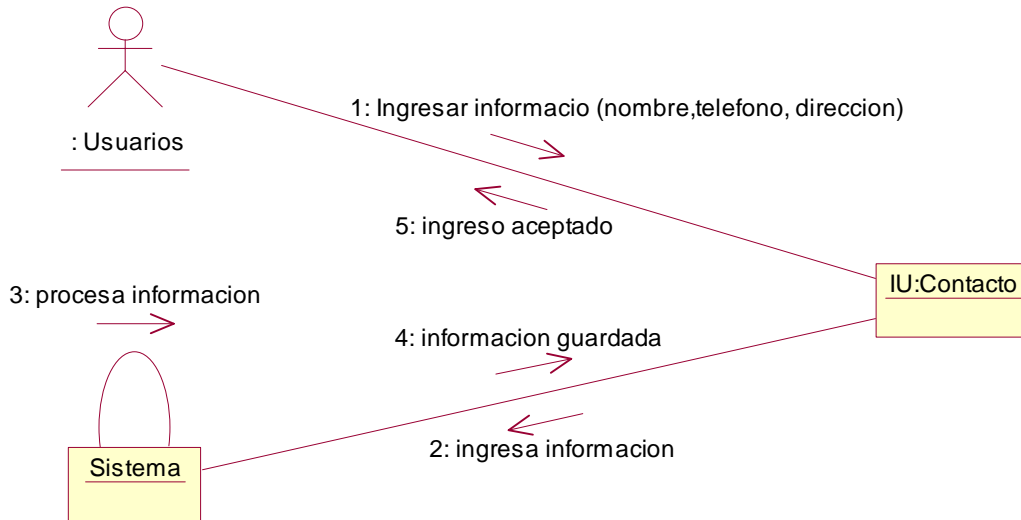 : Usuarios
1: Ingresar informacio (nombre,telefono, direccion)
5: ingreso aceptado
IU:Contacto
3: procesa informacion
4: informacion guardada
2: ingresa informacion
Sistema